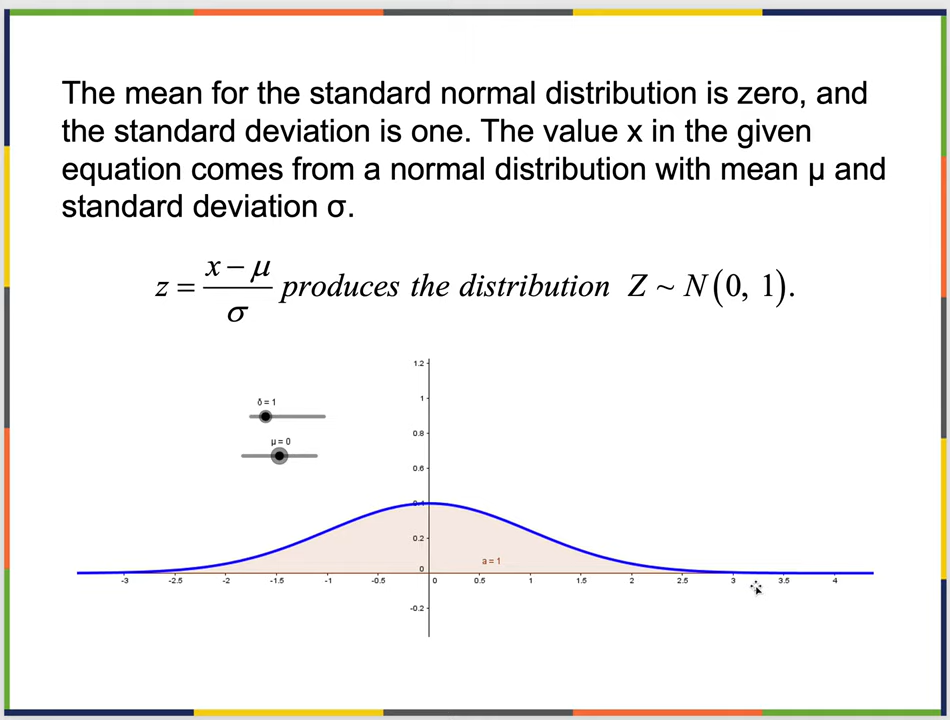 The mean for the standard normal distribution is zero, and
the standard deviation is one. The value x in the given
equation comes from a normal distribution with mean μ and
standard deviation σ.
z = (x − μ)/σ produces the distribution Z ~ N(0, 1).
1.2
δ = 1
1
μ = 0
0.8
0.6
0.4
0.2
a = 1
0
-3 -2.5 -2 -1.5 -1 -0.5 0 0.5 1 1.5 2 2.5 3 3.5 4
-0.2